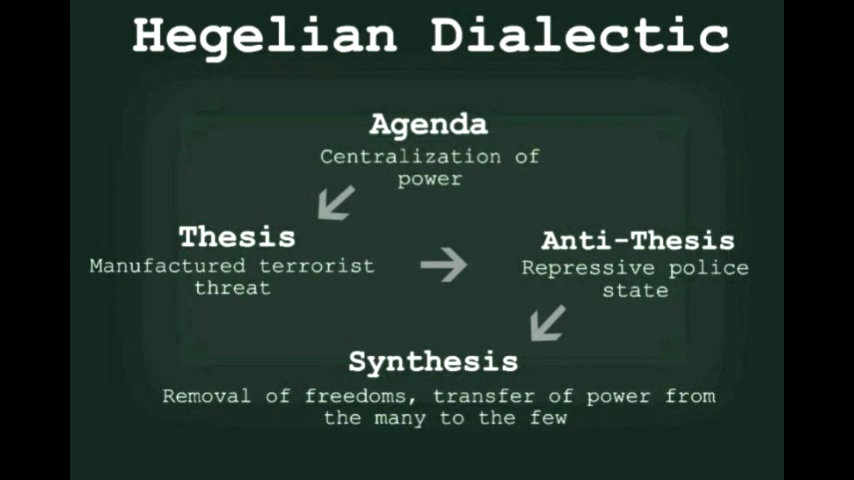 Hegelian Dialectic
Agenda
Centralization of
power
Thesis
Manufactured terrorist
threat
Anti-Thesis
Repressive police
state
Synthesis
Removal of freedoms, transfer of power from
the many to the few